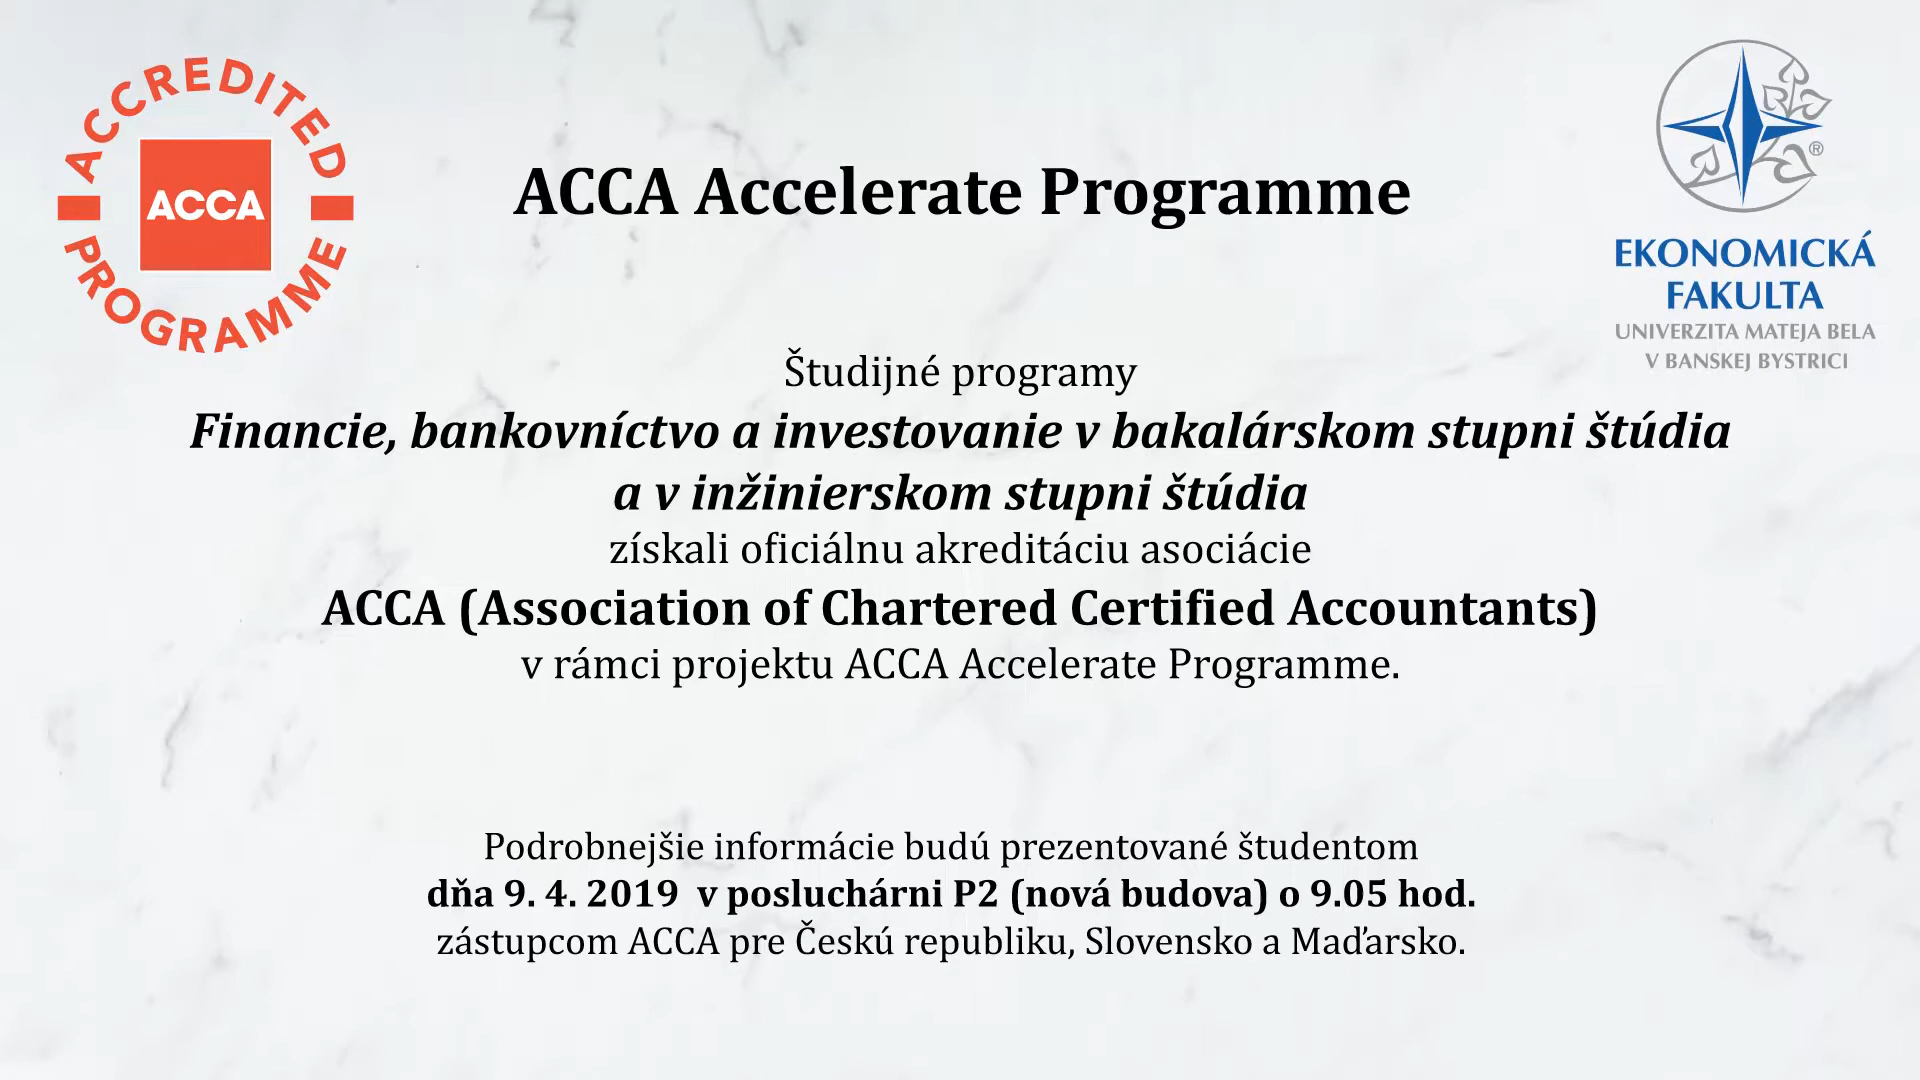 ACCREDITED
ACCA
PROGRAMME
ACCA Accelerate Programme
®
EKONOMICKÁ
FAKULTA
UNIVERZITA MATEJA BELA
V BANSKEJ BYSTRICI
Študijné programy
Financie, bankovníctvo a investovanie v bakalárskom stupni štúdia
a v inžinierskom stupni štúdia
získali oficiálnu akreditáciu asociácie
ACCA (Association of Chartered Certified Accountants)
v rámci projektu ACCA Accelerate Programme.
Podrobnejšie informácie budú prezentované študentom
dňa 9. 4. 2019 v posluchárni P2 (nová budova) o 9.05 hod.
zástupcom ACCA pre Českú republiku, Slovensko a Maďarsko.